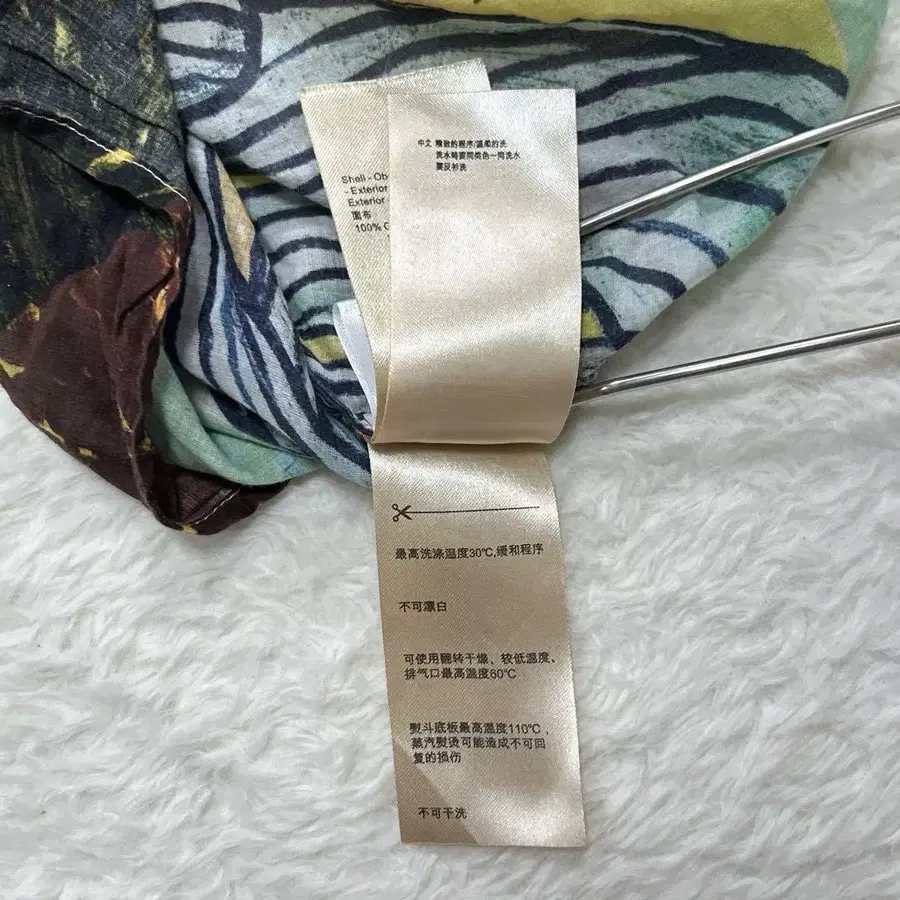 Shell - Ob
- Exterior
Exterior
面布
100% C
中文 精致的程序/温柔的洗
洗水時要同类色一同洗水
要反衫洗
最高洗涤温度30℃,缓和程序
不可漂白
可使用翻转干燥、较低温度、
排气口最高温度60℃
熨斗底板最高温度110℃,
蒸汽熨烫可能造成不可回
复的损伤
不可干洗